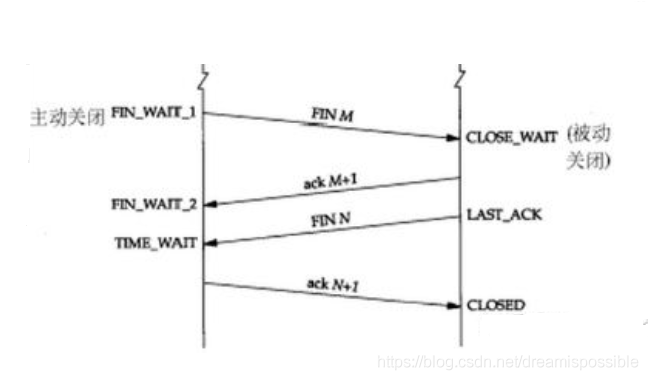 主动关闭 FIN_WAIT_1
FIN M
CLOSE_WAIT (被动
关闭)
ack M+1
FIN_WAIT_2
FIN N
LAST_ACK
TIME_WAIT
ack N+1
CLOSED
https://blog.csdn.net/dreamispossible